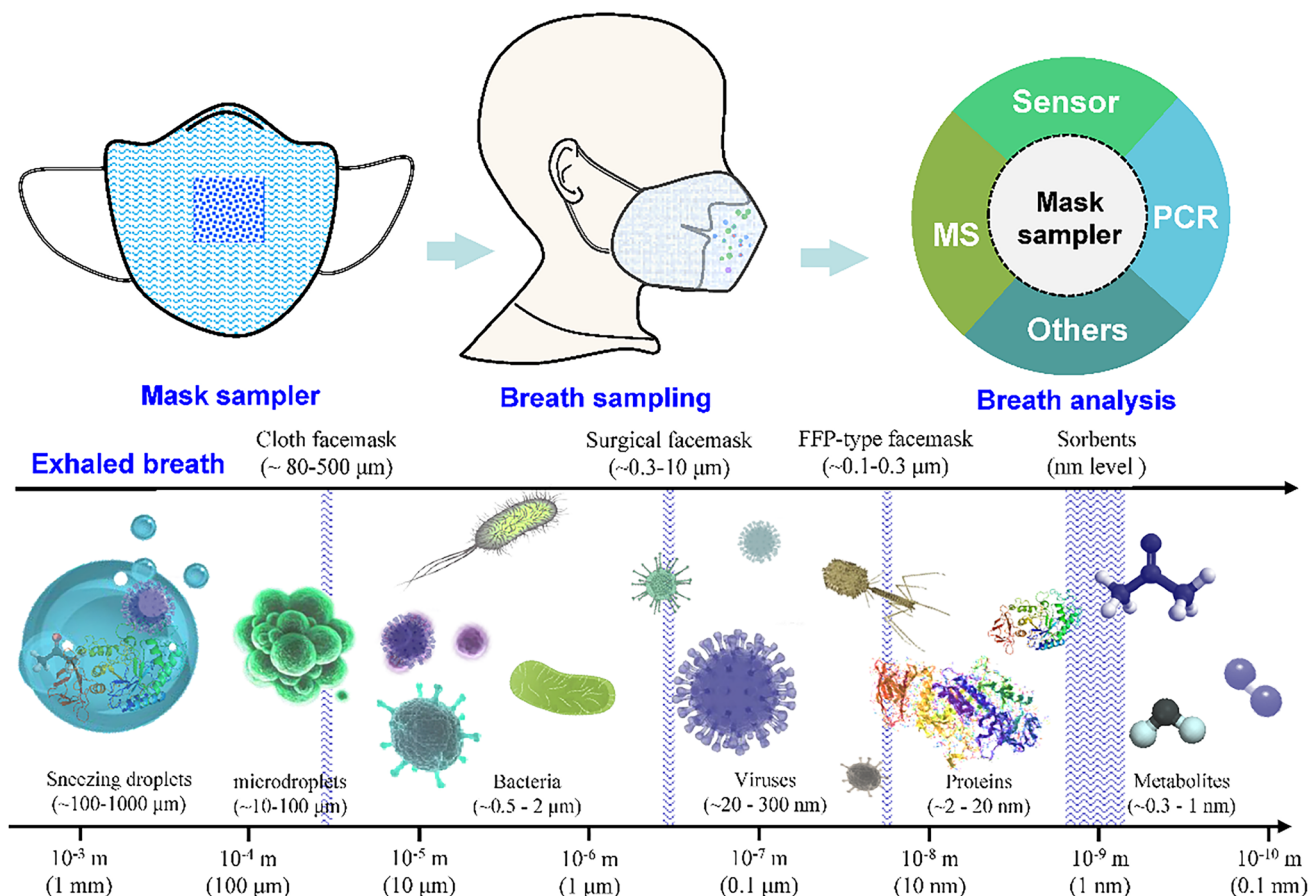 Sensor
MS
Mask
sampler
PCR
Others
Mask sampler
Breath sampling
Breath analysis
Exhaled breath
Cloth facemask
(~ 80-500 μm)
Surgical facemask
(~0.3-10 μm)
FFP-type facemask
(~0.1-0.3 μm)
Sorbents
(nm level )
Sneezing droplets
(~100-1000 μm)
microdroplets
(~10-100 μm)
Bacteria
(~0.5 - 2 μm)
Viruses
(~20 - 300 nm)
Proteins
(~2 - 20 nm)
Metabolites
(~0.3 - 1 nm)
10⁻³ m
(1 mm)
10⁻⁴ m
(100 μm)
10⁻⁵ m
(10 μm)
10⁻⁶ m
(1 μm)
10⁻⁷ m
(0.1 μm)
10⁻⁸ m
(10 nm)
10⁻⁹ m
(1 nm)
10⁻¹⁰ m
(0.1 nm)